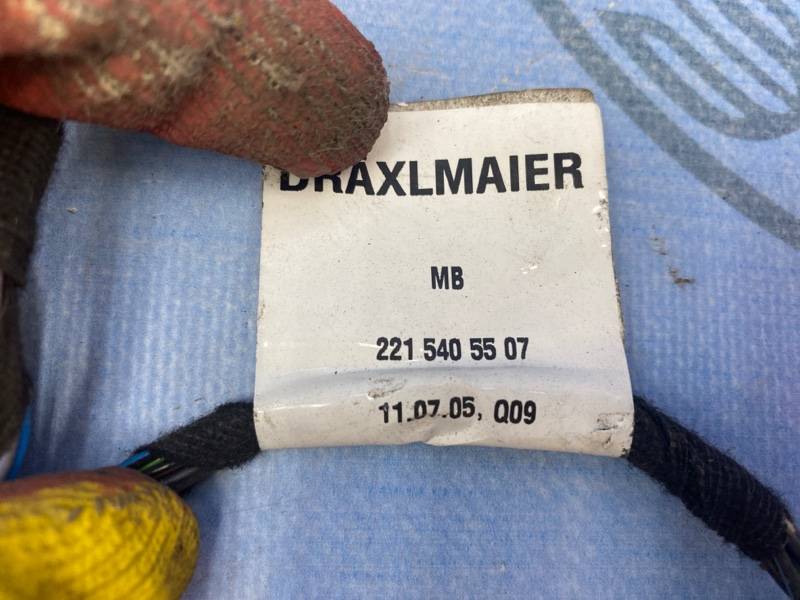 DRAXLMAIER
MB
221 540 55 07
11.07.05, Q09